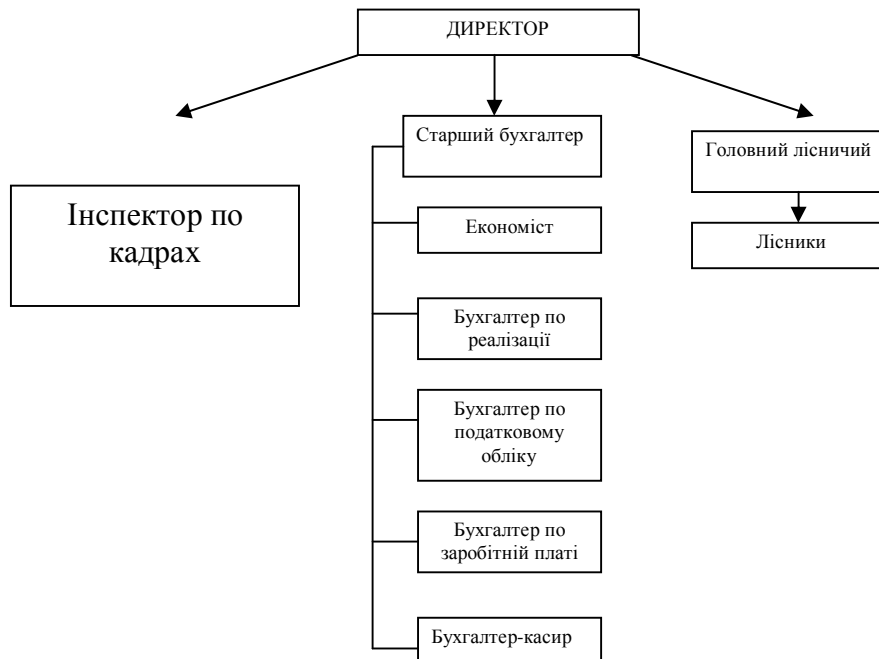 ДИРЕКТОР
Старший бухгалтер
Головний лісничий
Інспектор по
кадрах
Економіст
Лісники
Бухгалтер по
реалізації
Бухгалтер по
податковому
обліку
Бухгалтер по
заробітній платі
Бухгалтер-касир